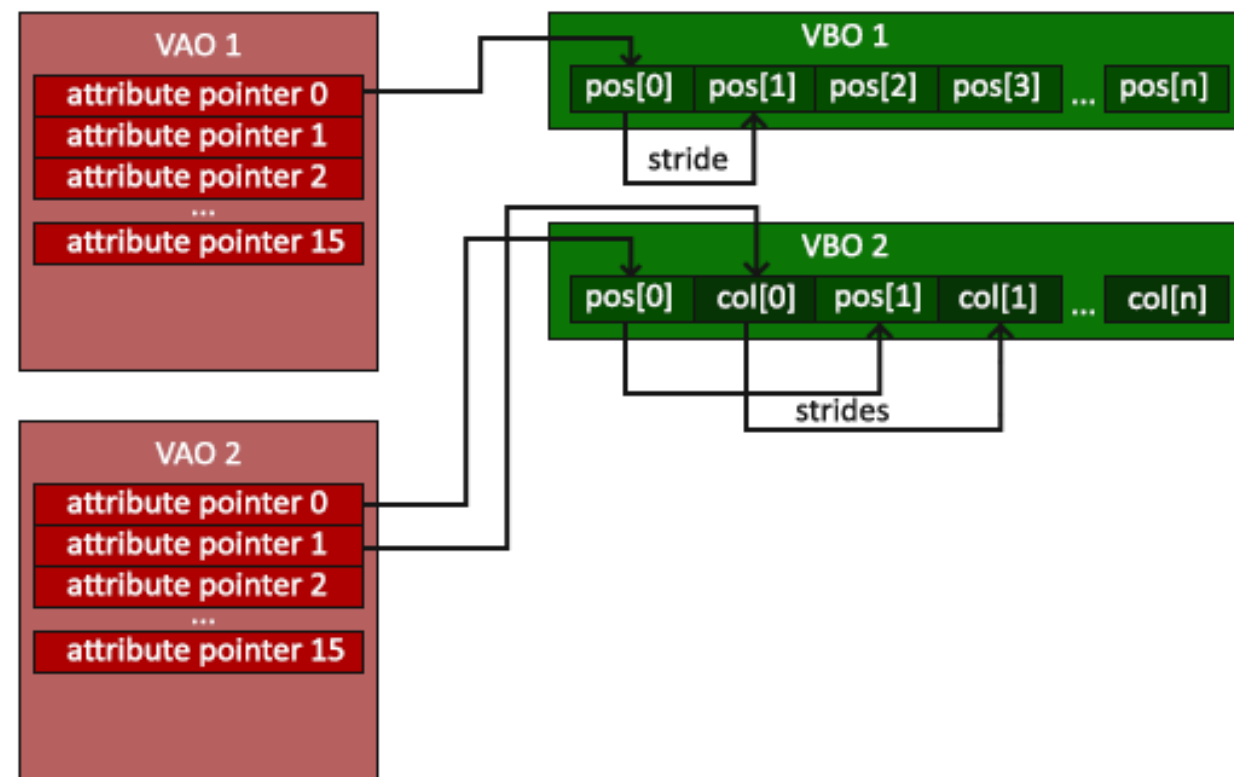 VAO 1
attribute pointer 0
attribute pointer 1
attribute pointer 2
...
attribute pointer 15
VBO 1
pos[0] pos[1] pos[2] pos[3] ... pos[n]
stride
VBO 2
pos[0] col[0] pos[1] col[1] ... col[n]
strides
VAO 2
attribute pointer 0
attribute pointer 1
attribute pointer 2
...
attribute pointer 15